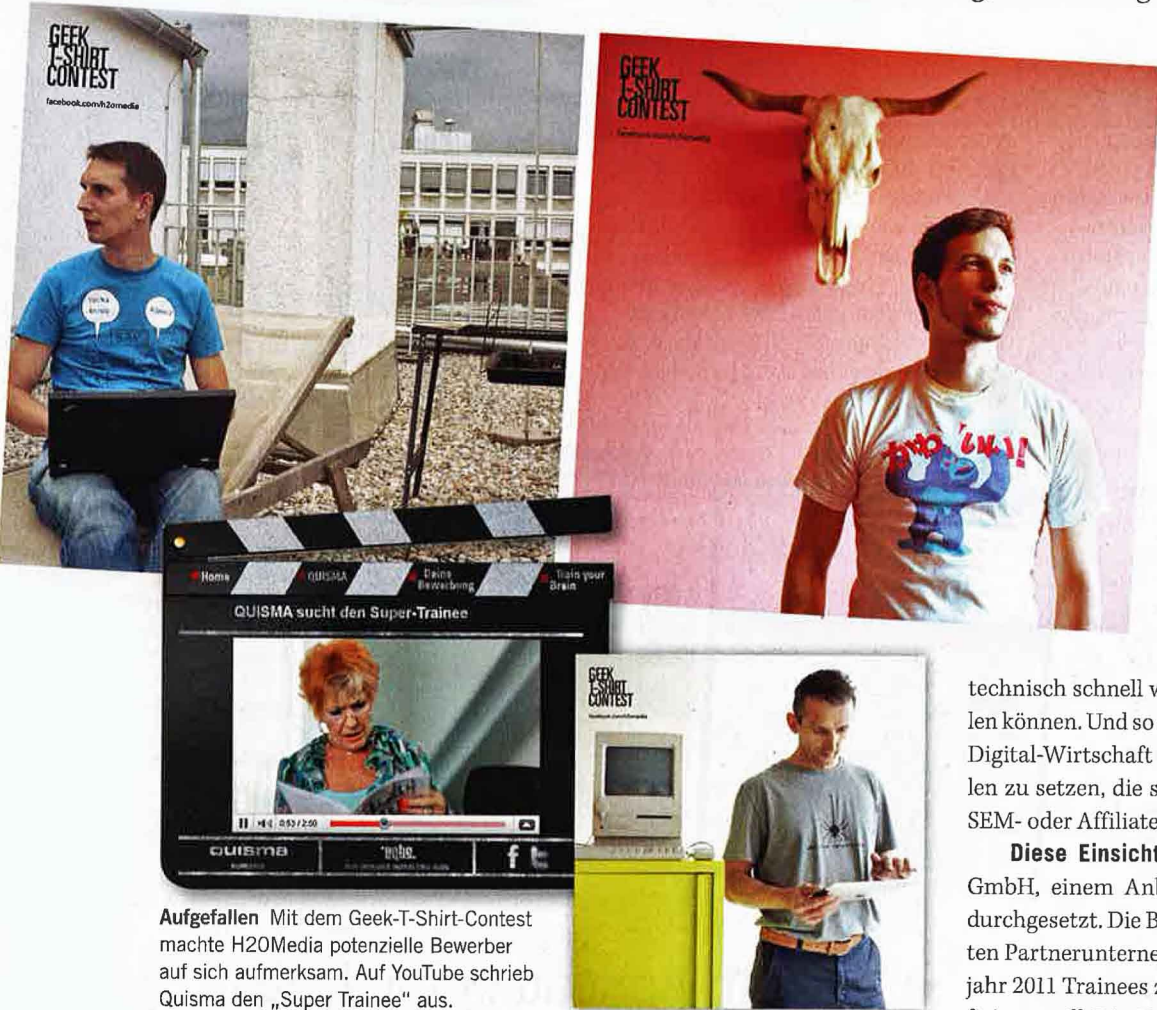 GEEK
T-SHIRT
CONTEST
facebook.com/h2omedia
GEEK
T-SHIRT
CONTEST
Home
QUISMA
Deine
Bewerbung
Train your
Brain
QUISMA sucht den Super-Trainee
0:53 / 2:50
QUISMA
GEEK
T-SHIRT
CONTEST
Aufgefallen Mit dem Geek-T-Shirt-Contest
machte H2OMedia potenzielle Bewerber
auf sich aufmerksam. Auf YouTube schrieb
Quisma den „Super Trainee" aus.
technisch schnell
len können. Und so
Digital-Wirtschaft
len zu setzen, die
SEM- oder Affiliate
Diese Einsicht
GmbH, einem
durchgesetzt. Die
ten
jahr 2011 Trainees